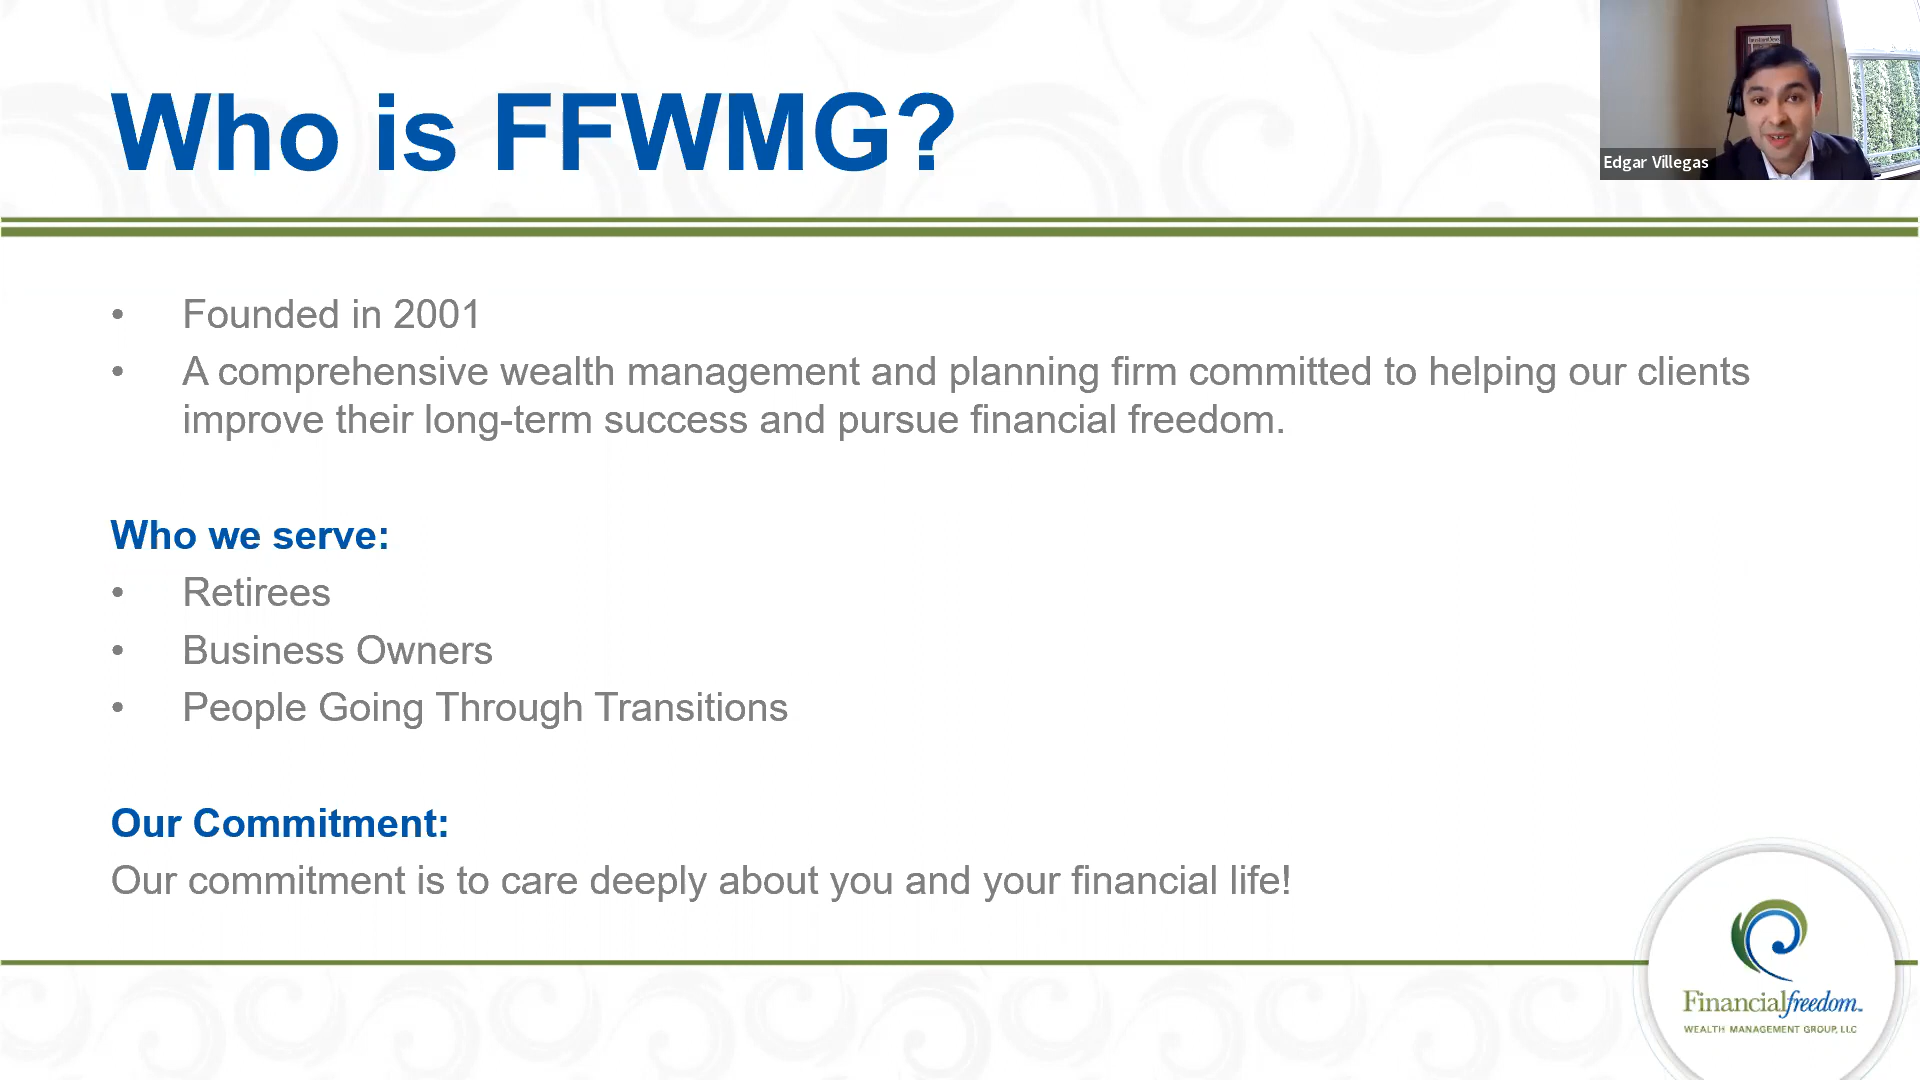 Who is FFWMG?
Edgar Villegas
• Founded in 2001
• A comprehensive wealth management and planning firm committed to helping our clients
improve their long-term success and pursue financial freedom.
Who we serve:
• Retirees
• Business Owners
• People Going Through Transitions
Our Commitment:
Our commitment is to care deeply about you and your financial life!
Financialfreedom
WEALTH MANAGEMENT GROUP, LLC